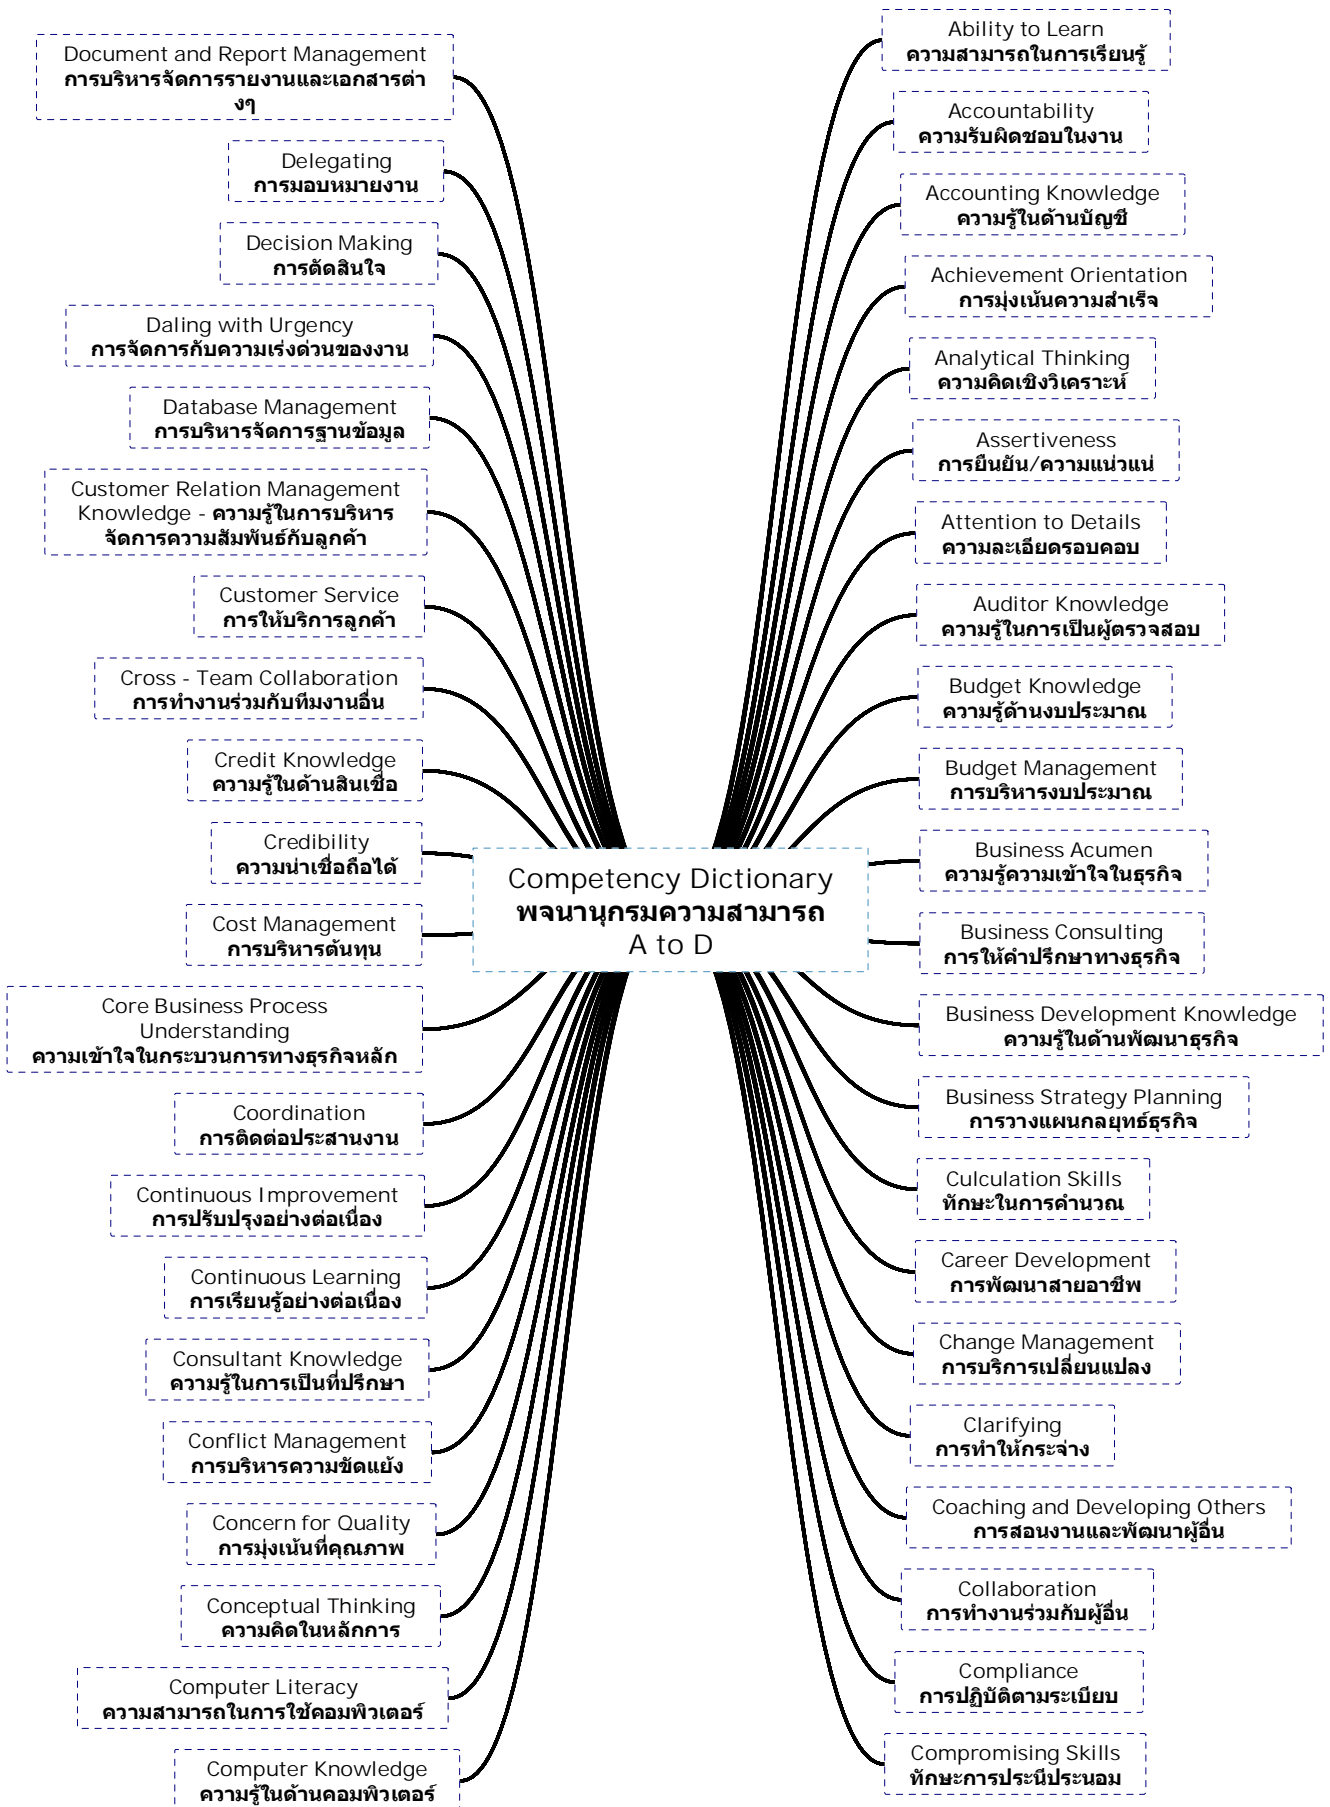 Competency Dictionary
พจนานุกรมความสามารถ
A to D
Ability to Learn
ความสามารถในการเรียนรู้
Accountability
ความรับผิดชอบในงาน
Accounting Knowledge
ความรู้ในด้านบัญชี
Achievement Orientation
การมุ่งเน้นความสำเร็จ
Analytical Thinking
ความคิดเชิงวิเคราะห์
Assertiveness
การยืนยัน/ความแน่วแน่
Attention to Details
ความละเอียดรอบคอบ
Auditor Knowledge
ความรู้ในการเป็นผู้ตรวจสอบ
Budget Knowledge
ความรู้ด้านงบประมาณ
Budget Management
การบริหารงบประมาณ
Business Acumen
ความรู้ความเข้าใจในธุรกิจ
Business Consulting
การให้คำปรึกษาทางธุรกิจ
Business Development Knowledge
ความรู้ในด้านพัฒนาธุรกิจ
Business Strategy Planning
การวางแผนกลยุทธ์ธุรกิจ
Culculation Skills
ทักษะในการคำนวณ
Career Development
การพัฒนาสายอาชีพ
Change Management
การบริการเปลี่ยนแปลง
Clarifying
การทำให้กระจ่าง
Coaching and Developing Others
การสอนงานและพัฒนาผู้อื่น
Collaboration
การทำงานร่วมกับผู้อื่น
Compliance
การปฏิบัติตามระเบียบ
Compromising Skills
ทักษะการประนีประนอม
Document and Report Management
การบริหารจัดการรายงานและเอกสารต่า
งๆ
Delegating
การมอบหมายงาน
Decision Making
การตัดสินใจ
Daling with Urgency
การจัดการกับความเร่งด่วนของงาน
Database Management
การบริหารจัดการฐานข้อมูล
Customer Relation Management
Knowledge - ความรู้ในการบริหาร
จัดการความสัมพันธ์กับลูกค้า
Customer Service
การให้บริการลูกค้า
Cross - Team Collaboration
การทำงานร่วมกับทีมงานอื่น
Credit Knowledge
ความรู้ในด้านสินเชื่อ
Credibility
ความน่าเชื่อถือได้
Cost Management
การบริหารต้นทุน
Core Business Process
Understanding
ความเข้าใจในกระบวนการทางธุรกิจหลัก
Coordination
การติดต่อประสานงาน
Continuous Improvement
การปรับปรุงอย่างต่อเนื่อง
Continuous Learning
การเรียนรู้อย่างต่อเนื่อง
Consultant Knowledge
ความรู้ในการเป็นที่ปรึกษา
Conflict Management
การบริหารความขัดแย้ง
Concern for Quality
การมุ่งเน้นที่คุณภาพ
Conceptual Thinking
ความคิดในหลักการ
Computer Literacy
ความสามารถในการใช้คอมพิวเตอร์
Computer Knowledge
ความรู้ในด้านคอมพิวเตอร์